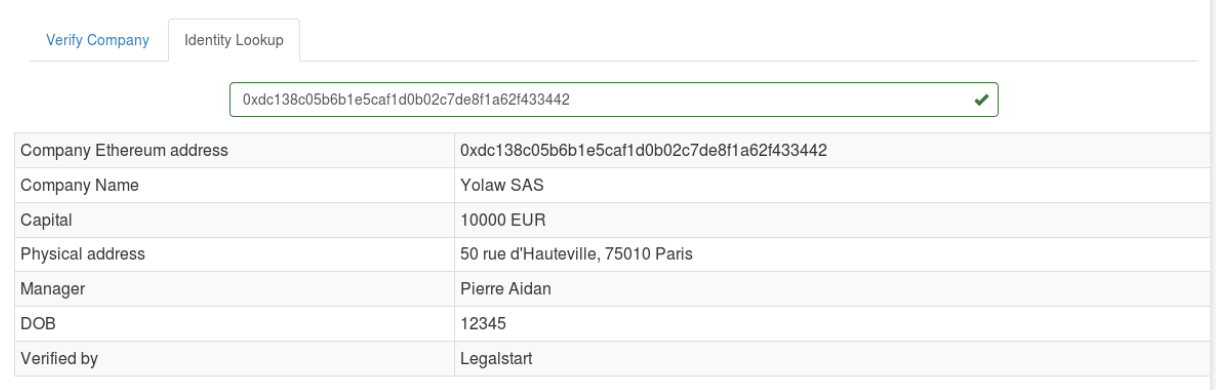 Verify Company Identity Lookup
0xdc138c05b6b1e5caf1d0b02c7de8f1a62f433442
Company Ethereum address 0xdc138c05b6b1e5caf1d0b02c7de8f1a62f433442
Company Name Yolaw SAS
Capital 10000 EUR
Physical address 50 rue d'Hauteville, 75010 Paris
Manager Pierre Aidan
DOB 12345
Verified by Legalstart